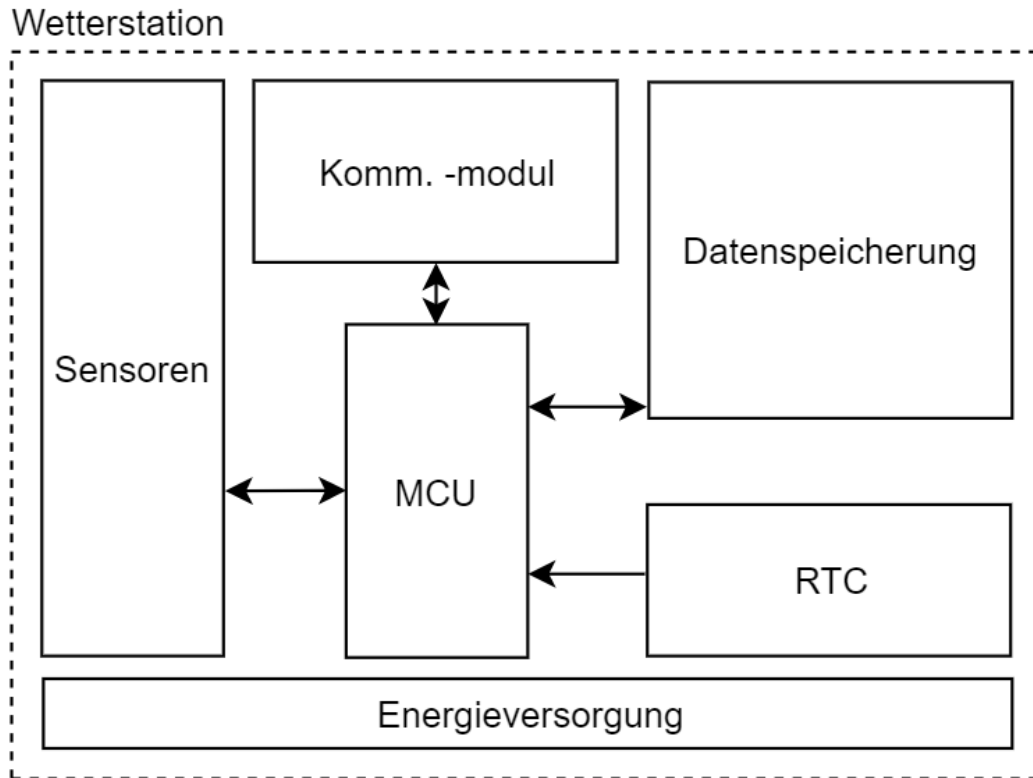 Wetterstation
Komm. -modul
Datenspeicherung
Sensoren
MCU
RTC
Energieversorgung